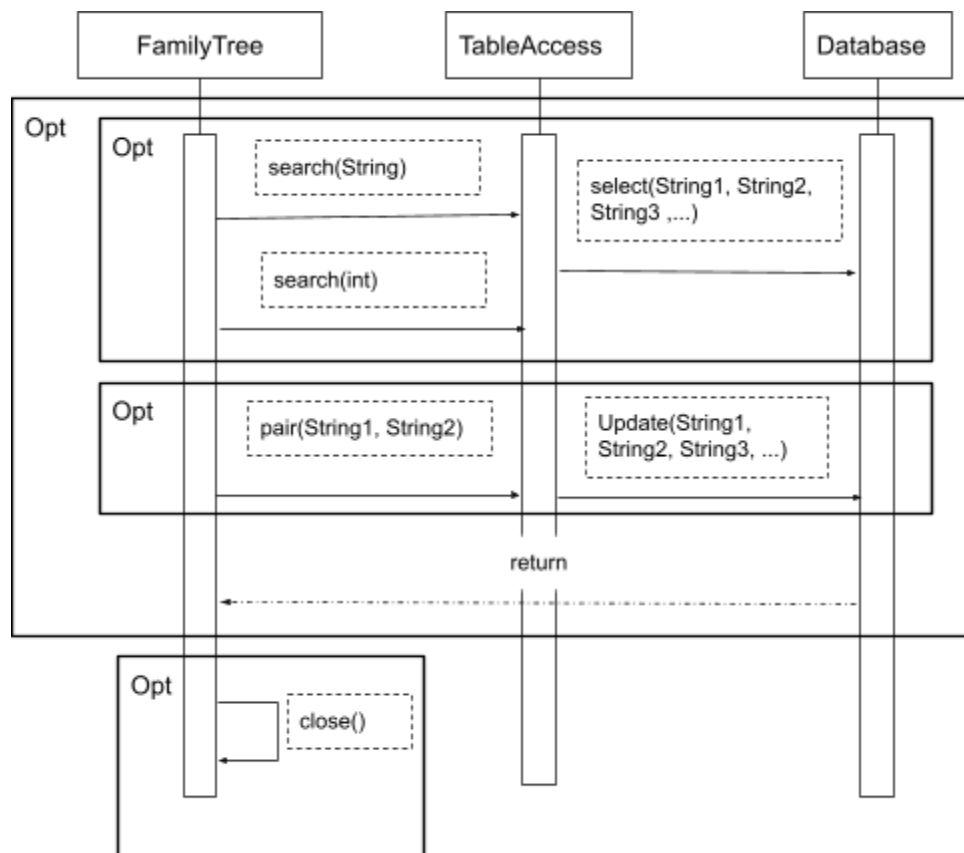 FamilyTree
TableAccess
Database
Opt
Opt
search(String)
select(String1, String2,
String3 ,...)
search(int)
Opt
pair(String1, String2)
Update(String1,
String2, String3, ...)
return
Opt
close()